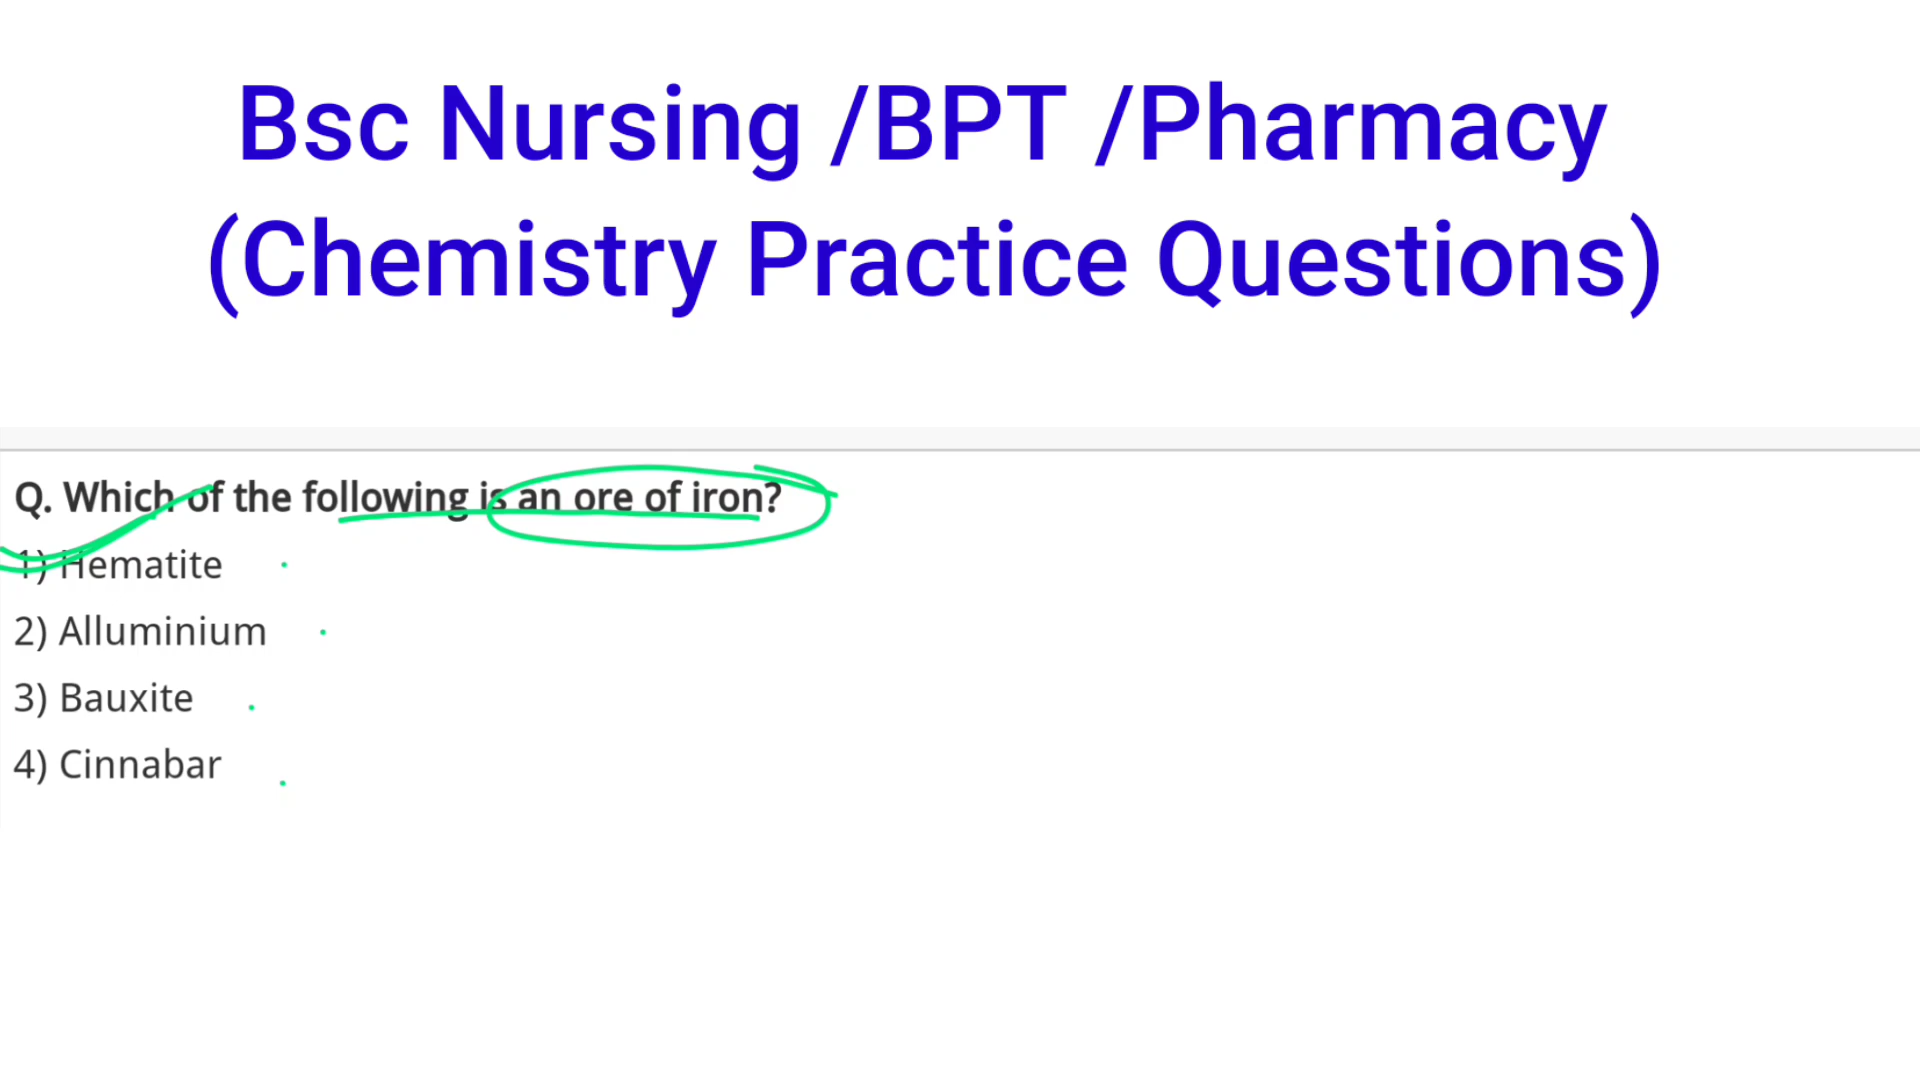 Bsc Nursing /BPT /Pharmacy
(Chemistry Practice Questions)
Q. Which of the following is an ore of iron?
1) Hematite
2) Alluminium
3) Bauxite
4) Cinnabar